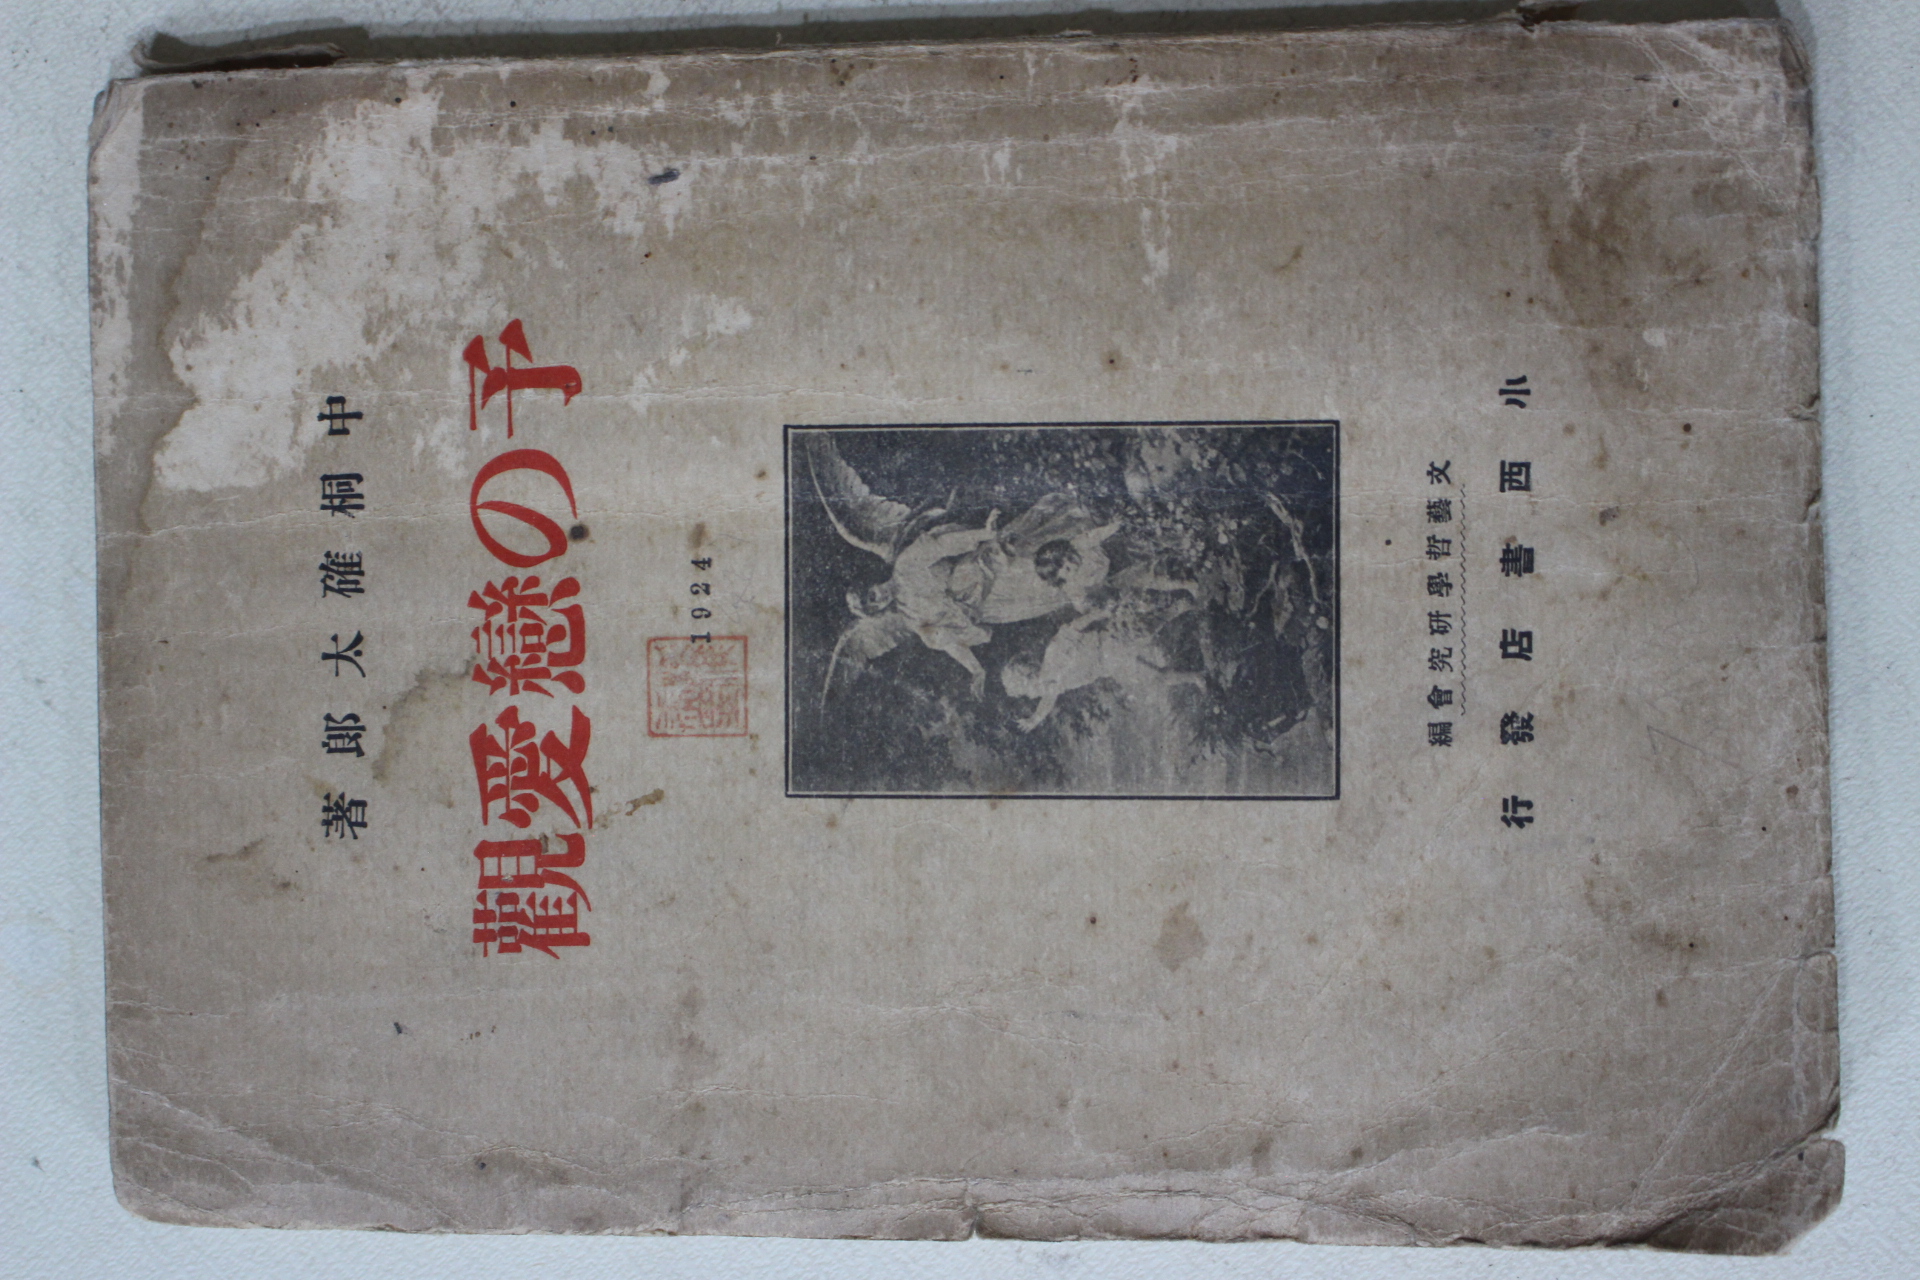 中桐確太郎著
予の戀愛觀
1924
文藝哲學研究會編
小西書店發行